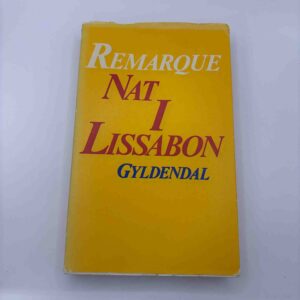 REMARQUE
NAT
I
LISSABON
GYLDENDAL